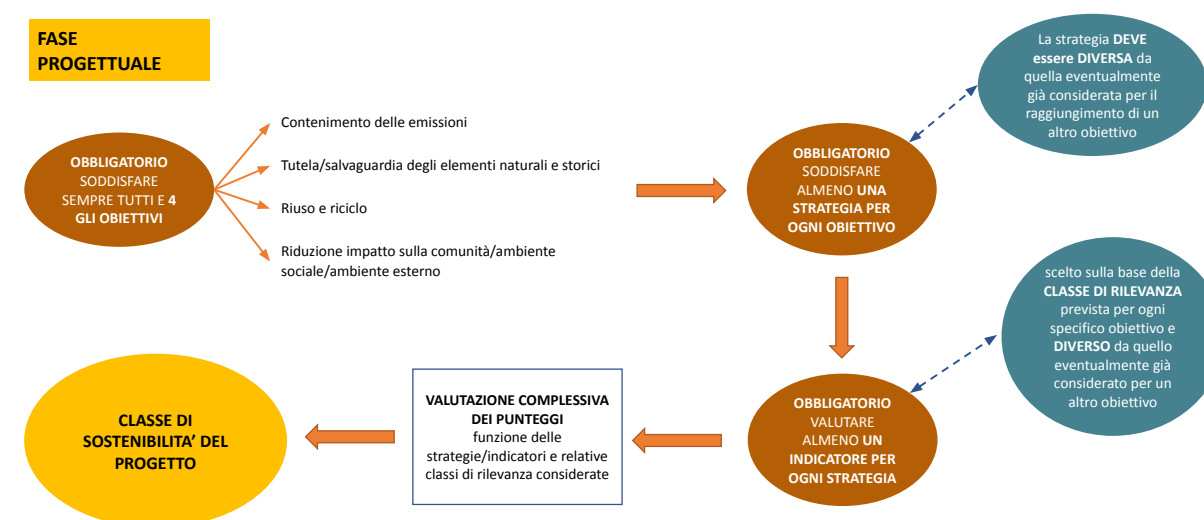 FASE
PROGETTUALE
OBBLIGATORIO
SODDISFARE
SEMPRE TUTTI E 4
GLI OBIETTIVI
Contenimento delle emissioni
Tutela/salvaguardia degli elementi naturali e storici
Riuso e riciclo
Riduzione impatto sulla comunità/ambiente
sociale/ambiente esterno
OBBLIGATORIO
SODDISFARE
ALMENO UNA
STRATEGIA PER
OGNI OBIETTIVO
La strategia DEVE
essere DIVERSA da
quella eventualmente
già considerata per il
raggiungimento di un
altro obiettivo
scelto sulla base della
CLASSE DI RILEVANZA
prevista per ogni
specifico obiettivo e
DIVERSO da quello
eventualmente già
considerato per un
altro obiettivo
OBBLIGATORIO
VALUTARE
ALMENO UN
INDICATORE PER
OGNI STRATEGIA
VALUTAZIONE COMPLESSIVA
DEI PUNTEGGI
funzione delle
strategie/indicatori e relative
classi di rilevanza considerate
CLASSE DI
SOSTENIBILITA’ DEL
PROGETTO